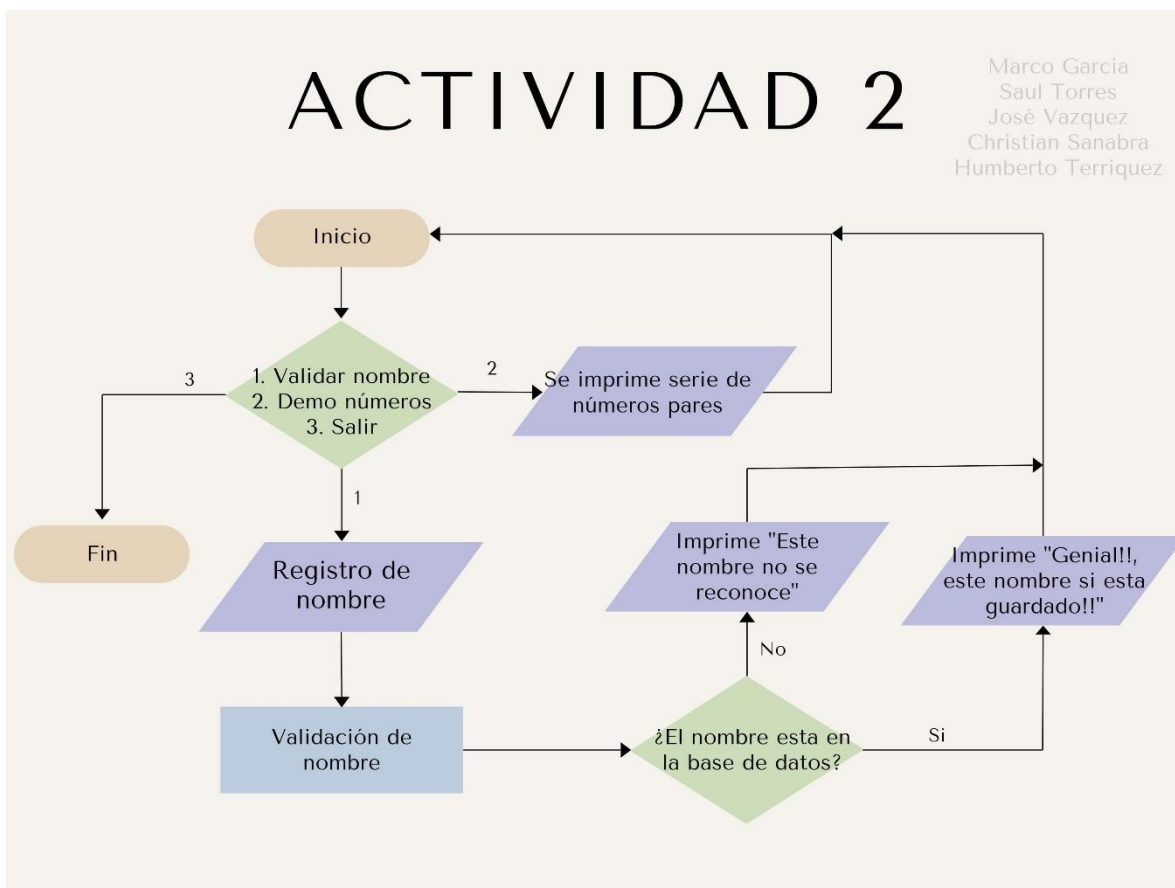 ACTIVIDAD 2
Marco Garcia
Saul Torres
José Vazquez
Christian Sanabra
Humberto Terriquez
Inicio
3
1. Validar nombre
2. Demo números
3. Salir
2
Se imprime serie de
números pares
1
Fin
Registro de
nombre
Imprime "Este
nombre no se
reconoce"
Imprime "Genial!!,
este nombre si esta
guardado!!"
No
Validación de
nombre
¿El nombre esta en
la base de datos?
Si